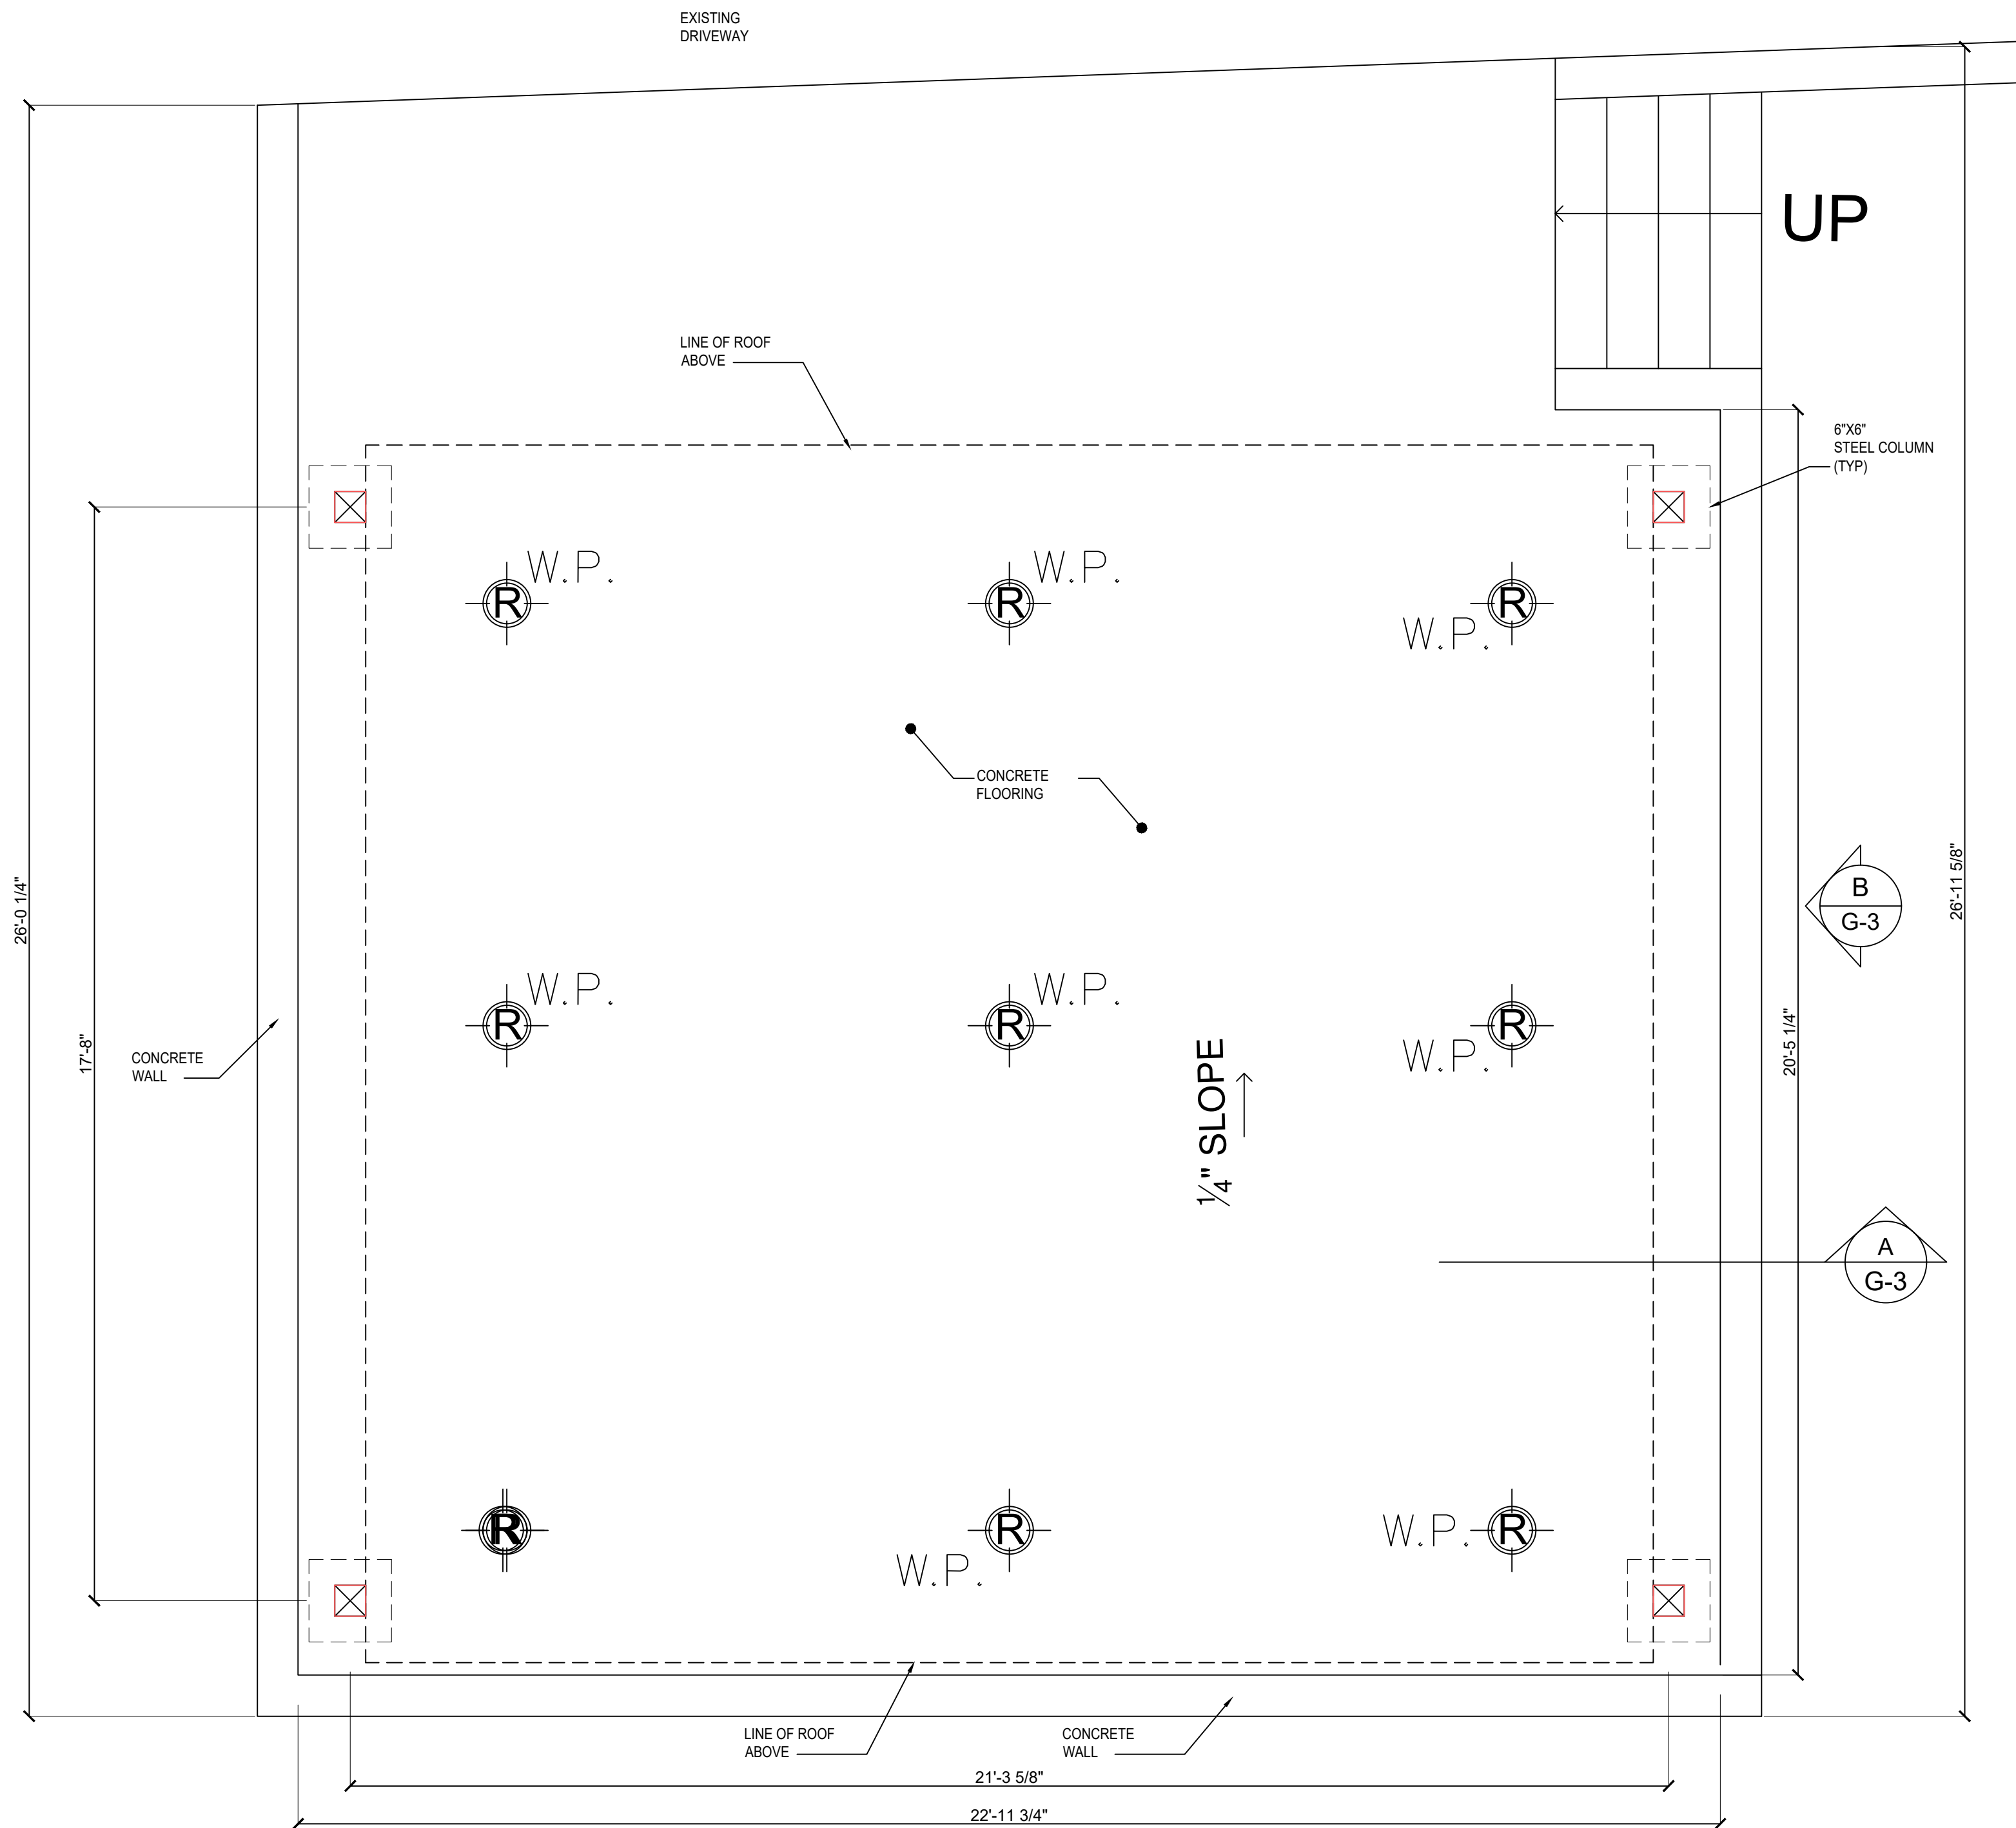 EXISTING
DRIVEWAY
UP
LINE OF ROOF
ABOVE
6"X6"
STEEL COLUMN
(TYP)
W.P.
W.P.
R
R
R
W.P.
CONCRETE
FLOORING
26'-0 1/4"
26'-11 5/8"
B
G-3
W.P.
W.P.
R
R
R
W.P.
17'-8"
20'-5 1/4"
CONCRETE
WALL
1/4" SLOPE
A
G-3
R
R
R
R
W.P.
W.P.
LINE OF ROOF
ABOVE
CONCRETE
WALL
21'-3 5/8"
22'-11 3/4"